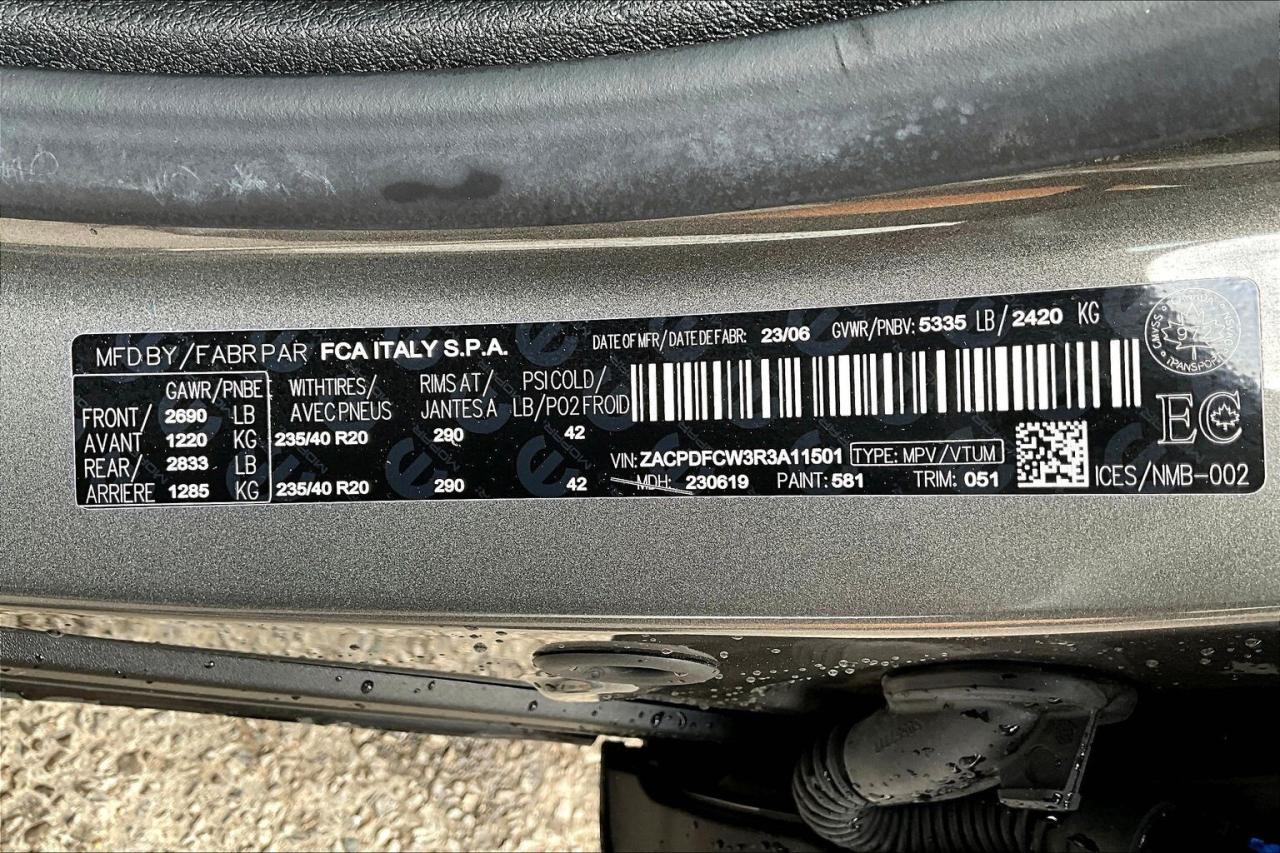 MFD BY/FABR PAR FCA ITALY S.P.A. DATE OF MFR/DATE DE FABR: 23/06 GVWR/PNBV: 5335 LB/2420 KG
GAWR/PNBE WITH TIRES/ RIMS AT/ PSI COLD/
AVEC PNEUS JANTES A LB/PO2 FROID
FRONT/ 2690 LB
AVANT 1220 KG 235/40 R20 290 42
REAR/ 2833 LB
ARRIERE 1285 KG 235/40 R20 290 42
VIN: ZACPDFCW3R3A11501 TYPE: MPV/VTUM
MDH: 230619 PAINT: 581 TRIM: 051
EC
ICES/NMB-002
MOPAR